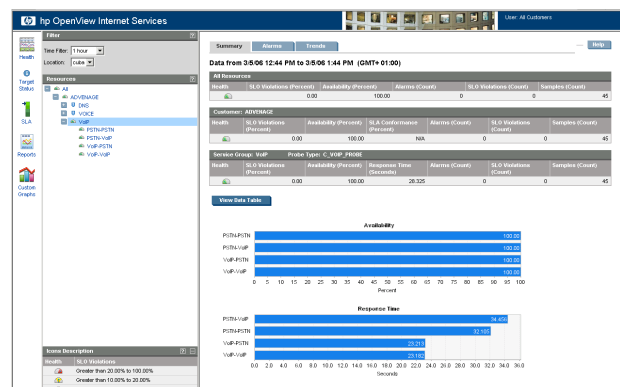 hp OpenView Internet Services
User: All Customers
Filter
Time Filter: 1 hour
Location: cuba
Resources
All
ADVENAGE
DNS
VOICE
VoIP
PSTN-PSTN
PSTN-VoIP
VoIP-PSTN
VoIP-VoIP
Health
Target Status
SLA
Reports
Custom Graphs
Icons Description
Health SLO Violations
Greater than 20.00% to 100.00%
Greater than 10.00% to 20.00%
Summary Alarms Trends Help
Data from 3/5/06 12:44 PM to 3/5/06 1:44 PM (GMT+ 01:00)
All Resources
Health SLO Violations (Percent) Availability (Percent) Alarms (Count) SLO Violations (Count) Samples (Count)
0.00 100.00 0 0 45
Customer: ADVENAGE
Health SLO Violations (Percent) Availability (Percent) SLA Conformance (Percent) Alarms (Count) SLO Violations (Count) Samples (Count)
0.00 100.00 N/A 0 0 45
Service Group: VoIP Probe Type: C_VOIP_PROBE
Health SLO Violations (Percent) Availability (Percent) Response Time (Seconds) Alarms (Count) SLO Violations (Count) Samples (Count)
0.00 100.00 28.325 0 0 45
View Data Table
Availability
PSTN-PSTN 100.00
PSTN-VoIP 100.00
VoIP-PSTN 100.00
VoIP-VoIP 100.00
0 5 10 15 20 25 30 35 40 45 50 55 60 65 70 75 80 85 90 95 100
Percent
Response Time
PSTN-VoIP
PSTN-PSTN
VoIP-PSTN 23.213
VoIP-VoIP 23.182
0.0 2.0 4.0 6.0 8.0 10.0 12.0 14.0 16.0 18.0 20.0 22.0 24.0 26.0 28.0 30.0 32.0 34.0 36.0
Seconds